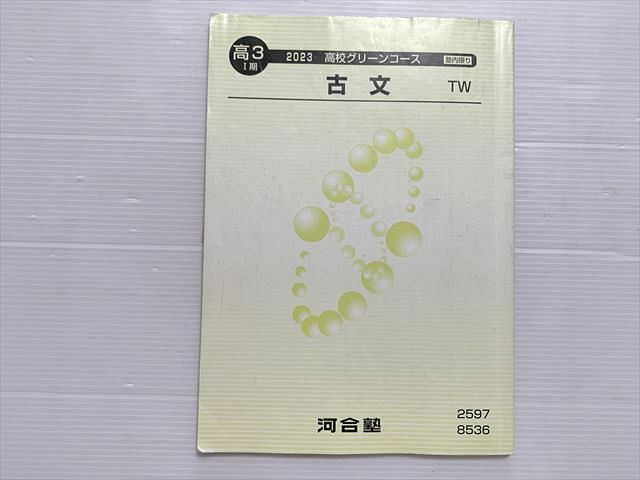 高3
I期
2023 高校グリーンコース 塾内限り
古文 TW
河合塾
2597
8536